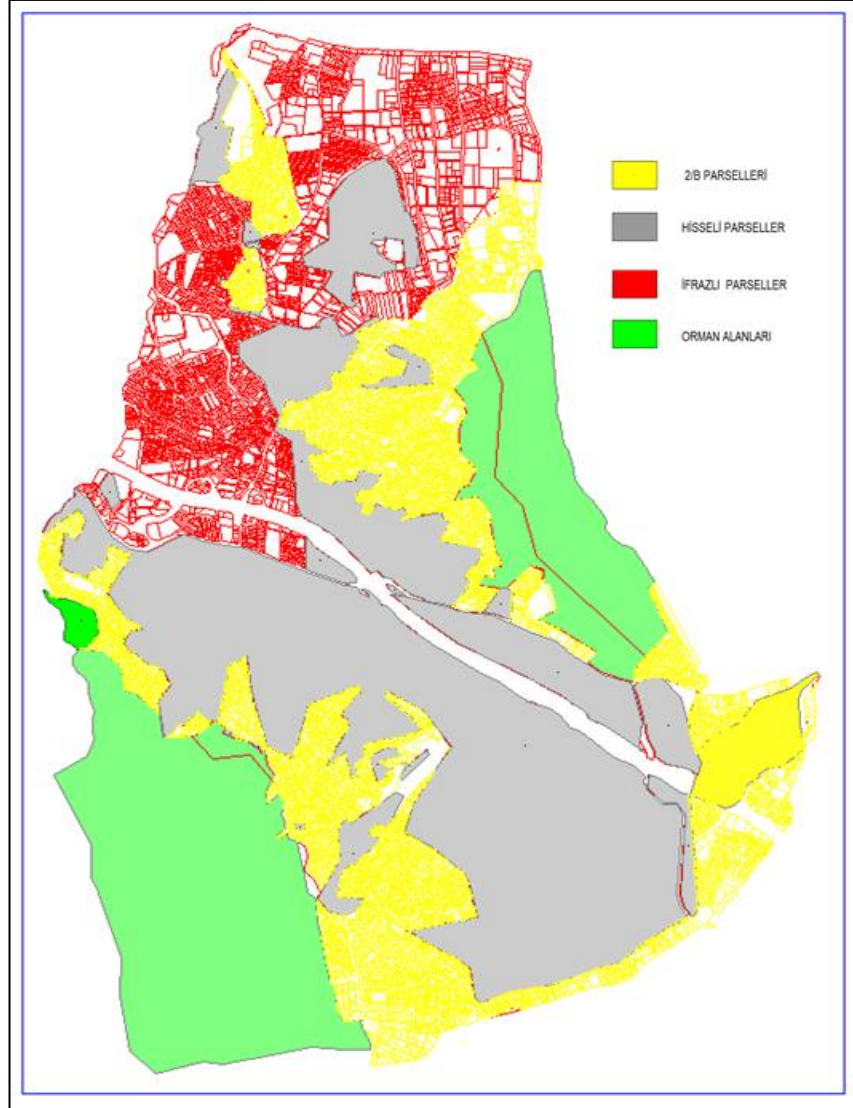 2/B PARSELLERİ
HİSSELİ PARSELLER
İFRAZLI PARSELLER
ORMAN ALANLARI